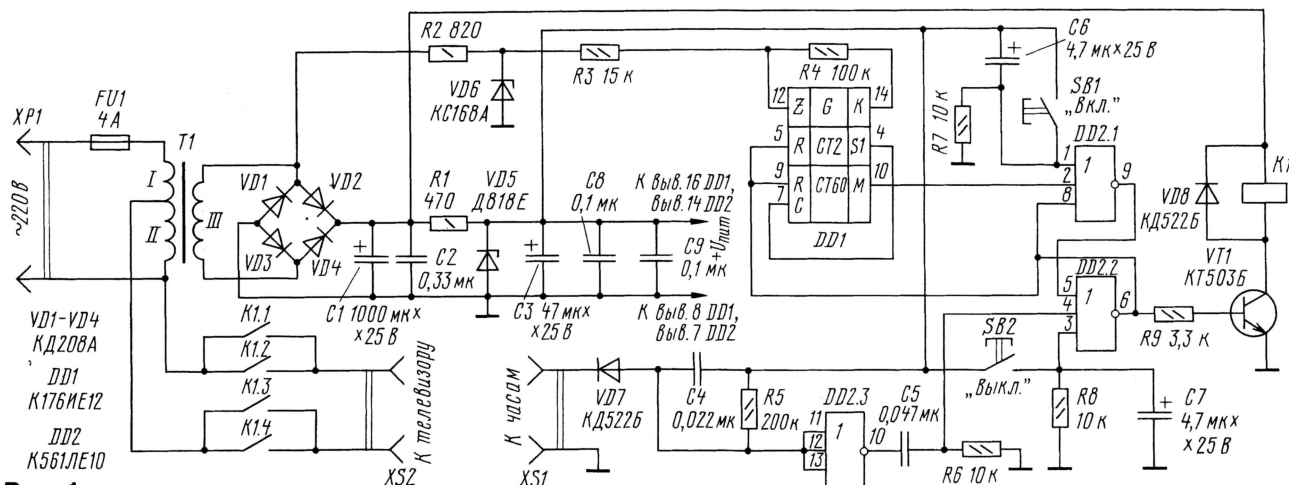 XP1
~220В
FU1
4А
T1
I
II
III
VD1
VD2
VD3
VD4
VD1-VD4
КД208А
DD1
К176ИЕ12
DD2
К561ЛЕ10
R2 820
VD6
КС168А
R3 15 к
R4 100 к
R1
470
VD5
Д818Е
C1 1000 мк×
×25 В
C2
0,33 мк
C3 47 мк×
×25 В
C8
0,1 мк
C9
0,1 мк
К выв.16 DD1,
выв.14 DD2
+Uпит
К выв.8 DD1,
выв.7 DD2
12 Z G K 14
5 R CT2 S1 4
9 R CT60 M 10
7 C
DD1
C6
4,7 мк×25 В
R7 10 к
SB1
„Вкл."
DD2.1
1
2
8
1
9
DD2.2
5
4
3
1
6
VD8
КД522Б
K1
VT1
КТ503Б
R9 3,3 к
K1.1
K1.2
K1.3
K1.4
К телевизору
XS2
К часам
XS1
VD7
КД522Б
C4
0,022 мк
R5
200к
DD2.3
11
12
13
1
10
C5
0,047 мк
R6 10 к
SB2
„Выкл."
R8
10 к
C7
4,7 мк×
×25 В